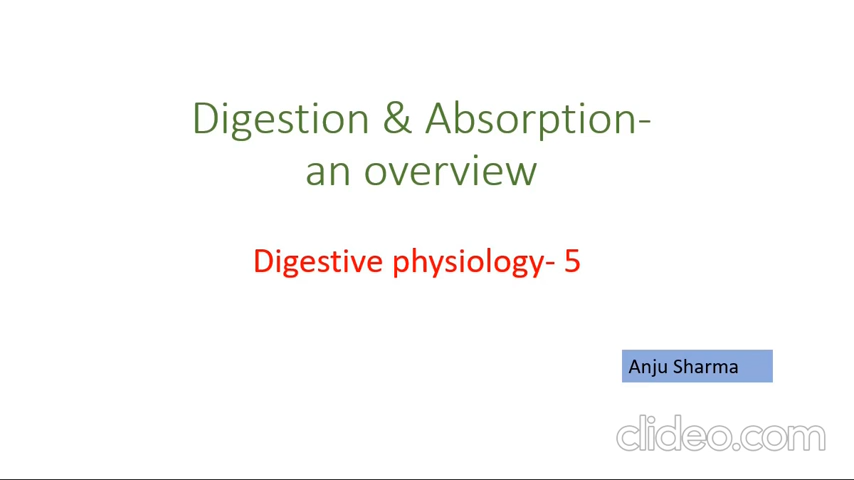 Digestion & Absorption-
an overview
Digestive physiology- 5
Anju Sharma
clideo.com